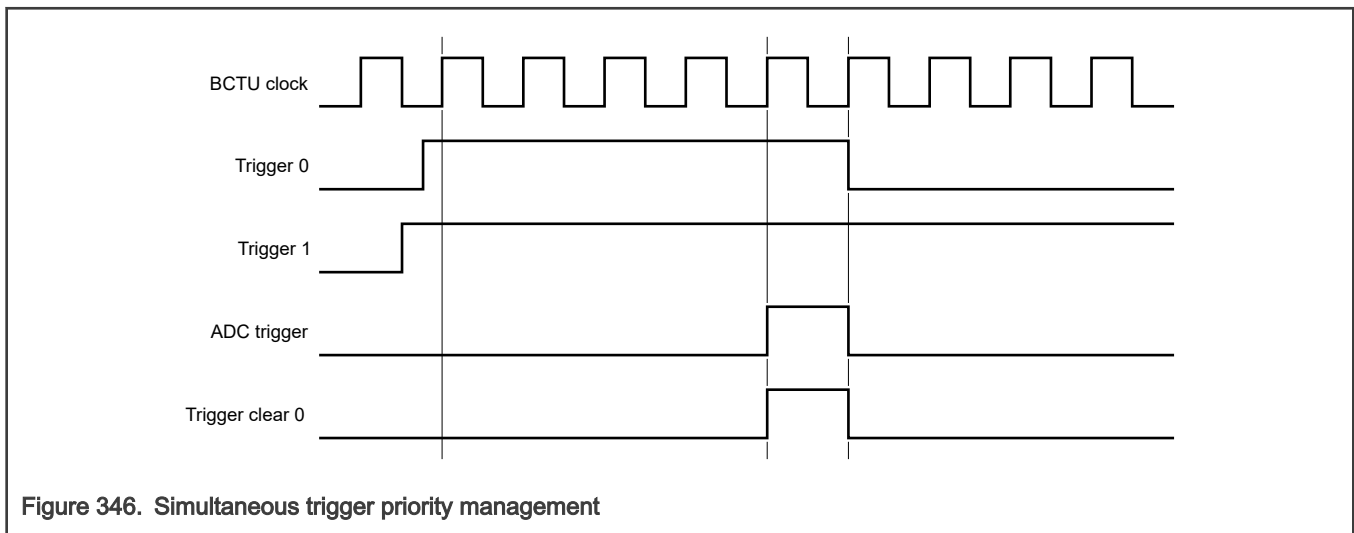 BCTU clock
Trigger 0
Trigger 1
ADC trigger
Trigger clear 0
Figure 346. Simultaneous trigger priority management